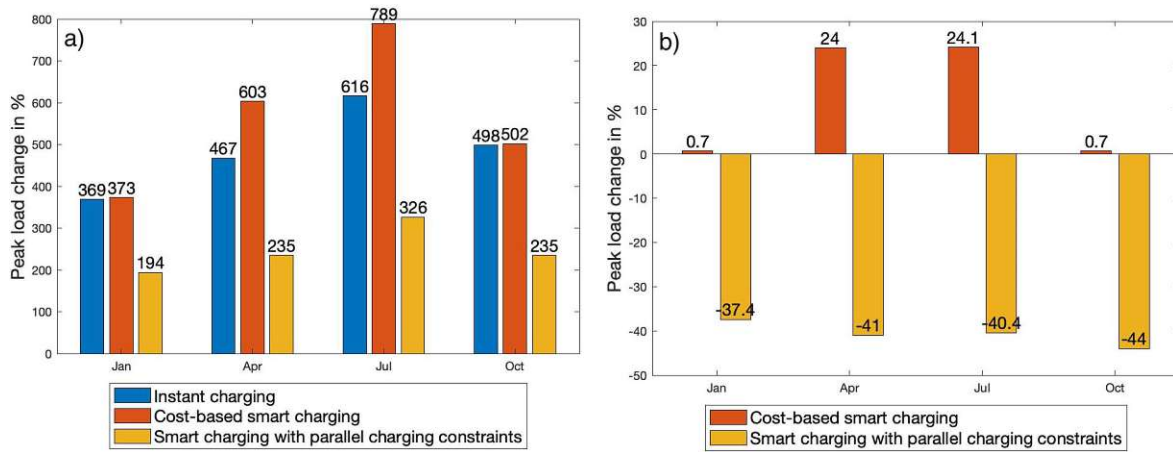 a)
Peak load change in %
800
700
600
500
400
300
200
100
0
369
373
194
467
603
235
616
789
326
498
502
235
Jan
Apr
Jul
Oct
Instant charging
Cost-based smart charging
Smart charging with parallel charging constraints
b)
Peak load change in %
30
20
10
0
-10
-20
-30
-40
-50
0.7
-37.4
24
-41
24.1
-40.4
0.7
-44
Jan
Apr
Jul
Oct
Cost-based smart charging
Smart charging with parallel charging constraints